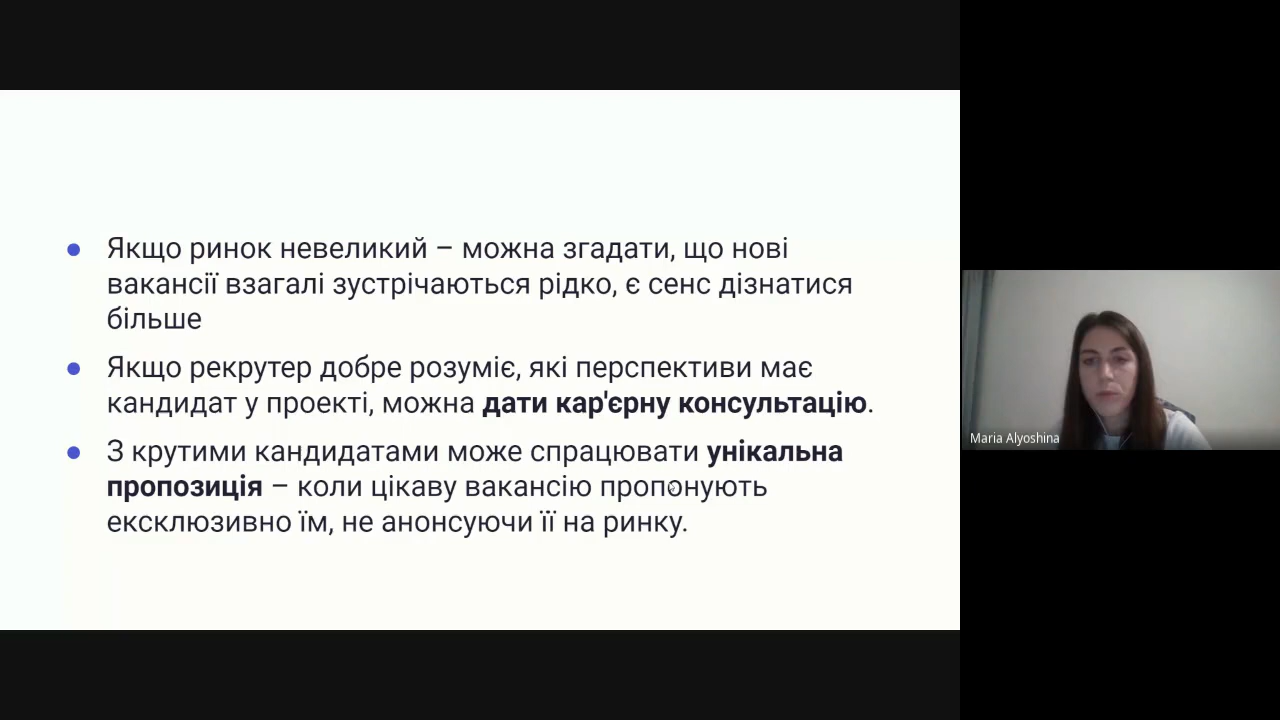 ● Якщо ринок невеликий – можна згадати, що нові
вакансії взагалі зустрічаються рідко, є сенс дізнатися
більше
● Якщо рекрутер добре розуміє, які перспективи має
кандидат у проекті, можна дати кар'єрну консультацію.
● З крутими кандидатами може спрацювати унікальна
пропозиція – коли цікаву вакансію пропонують
ексклюзивно їм, не анонсуючи її на ринку.
Maria Alyoshina